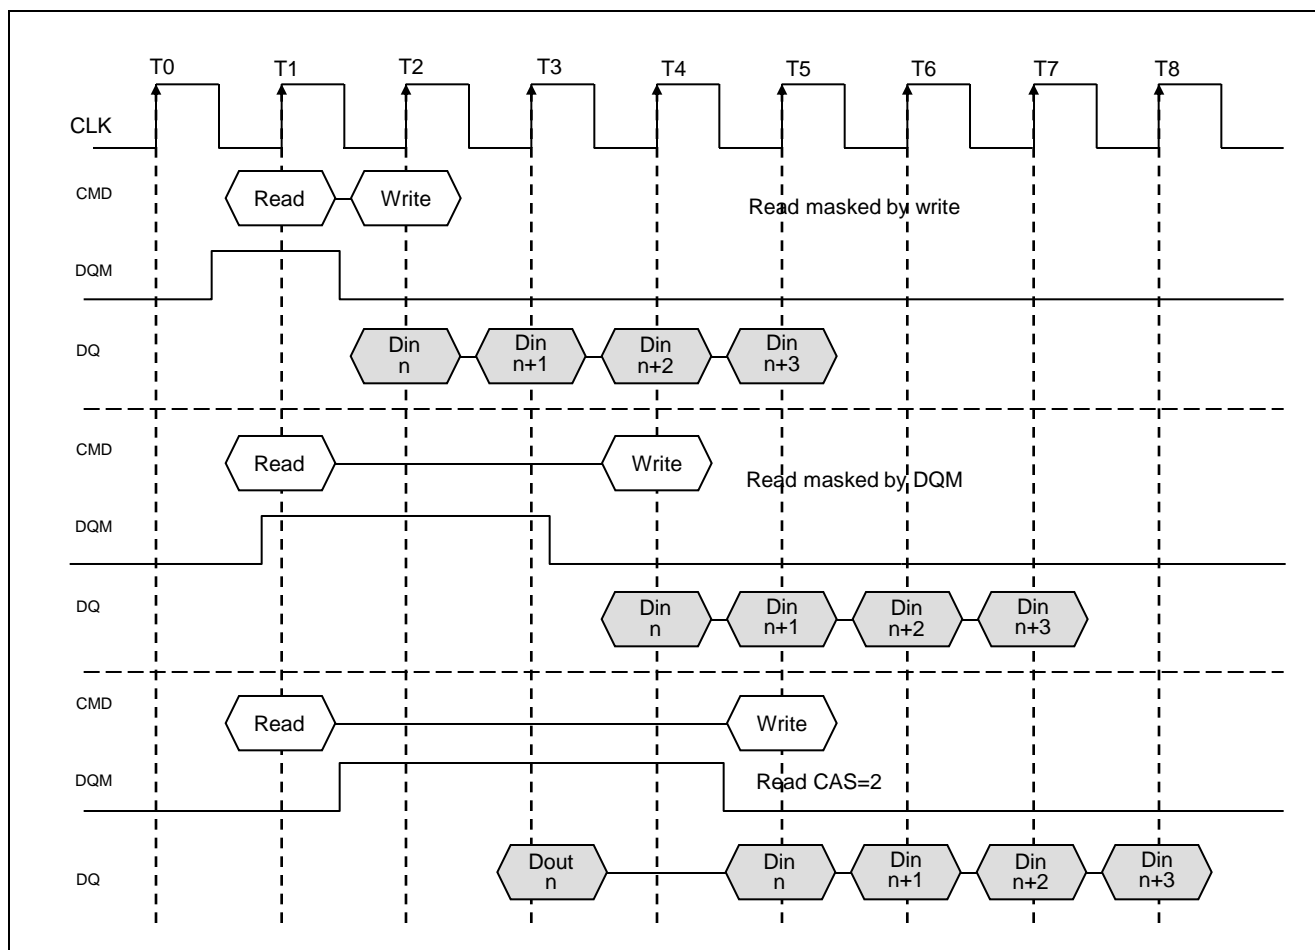 T0 T1 T2 T3 T4 T5 T6 T7 T8
CLK
CMD
Read Write
Read masked by write
DQM
DQ
Din Din Din Din
n n+1 n+2 n+3
CMD
Read Write
Read masked by DQM
DQM
DQ
Din Din Din Din
n n+1 n+2 n+3
CMD
Read Write
DQM
Read CAS=2
DQ
Dout Din Din Din Din
n n n+1 n+2 n+3